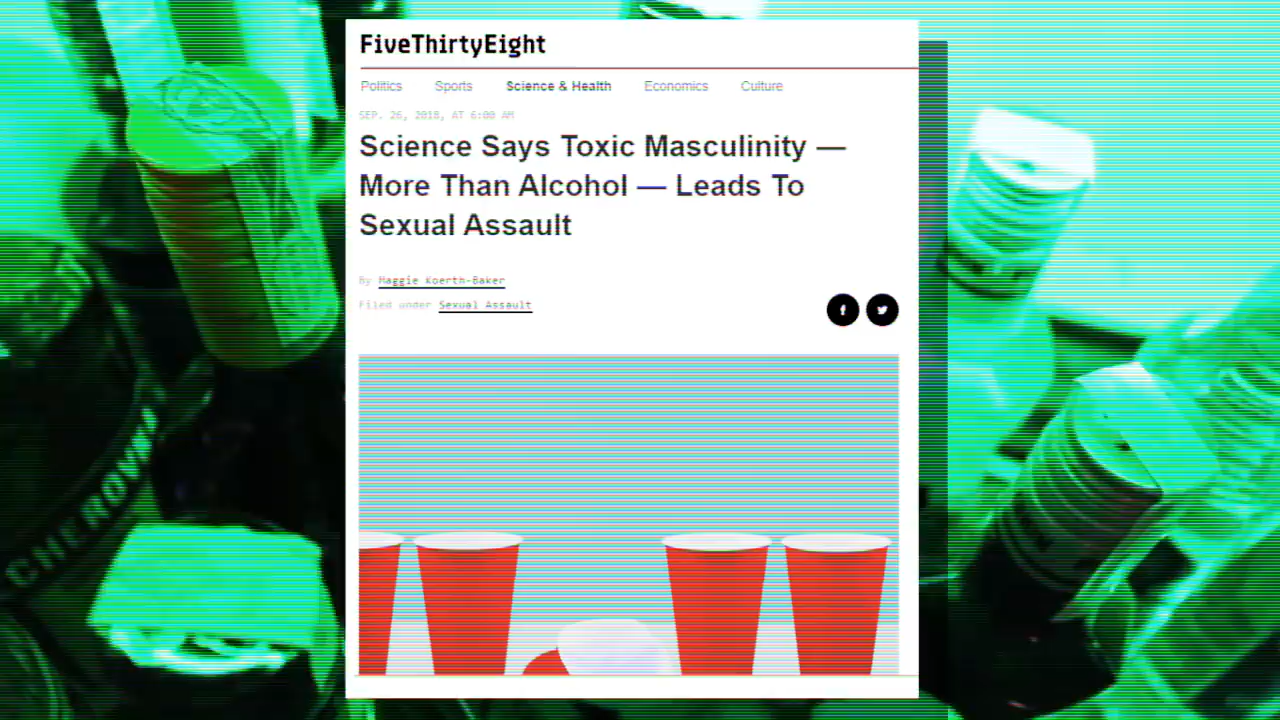 FiveThirtyEight
Politics Sports Science & Health Economics Culture
SEP. 26, 2018, AT 6:00 AM
Science Says Toxic Masculinity —
More Than Alcohol — Leads To
Sexual Assault
By Maggie Koerth-Baker
Filed under Sexual Assault